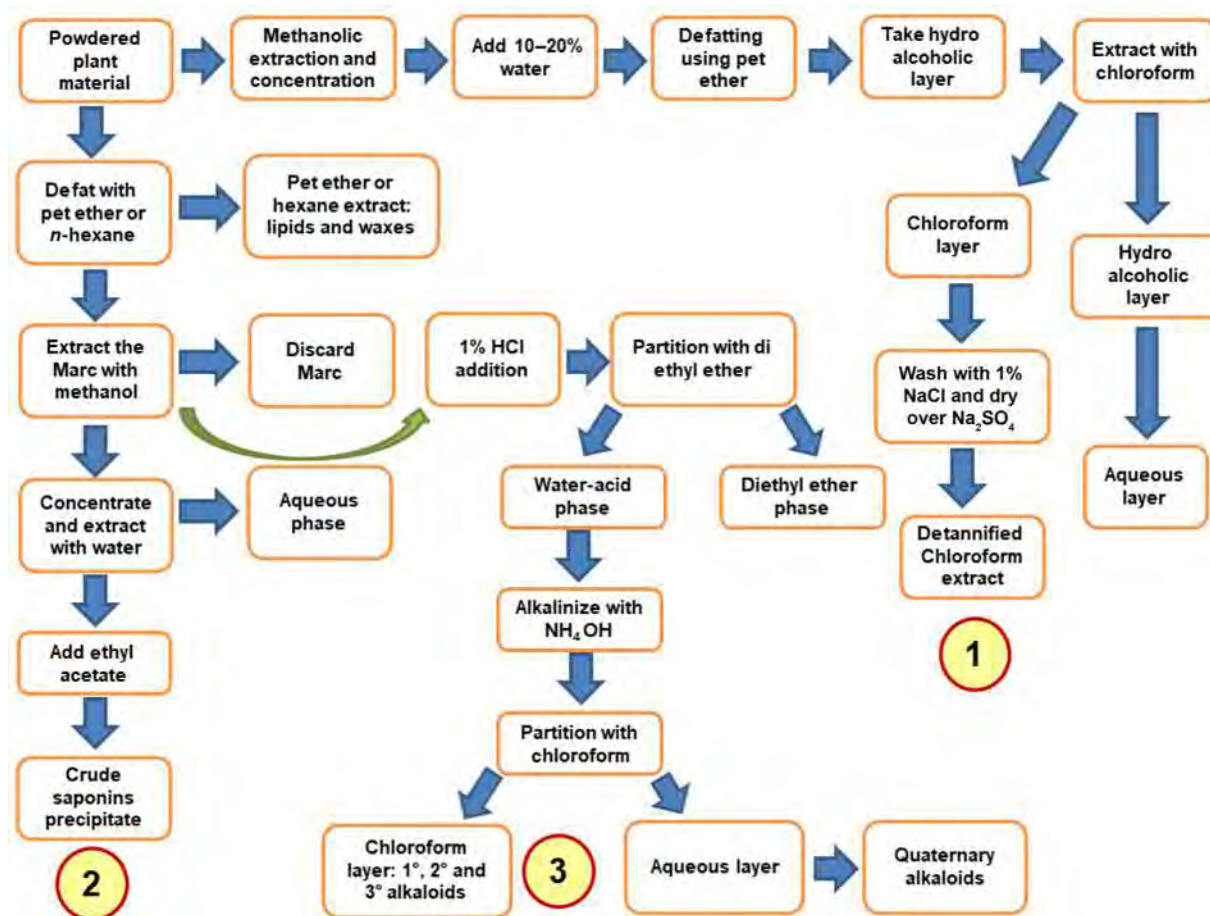 Powdered
plant
material
Methanolic
extraction and
concentration
Add 10–20%
water
Defatting
using pet
ether
Take hydro
alcoholic
layer
Extract with
chloroform
Defat with
pet ether or
n-hexane
Pet ether or
hexane extract:
lipids and waxes
Chloroform
layer
Hydro
alcoholic
layer
Extract the
Marc with
methanol
Discard
Marc
1% HCl
addition
Partition with di
ethyl ether
Wash with 1%
NaCl and dry
over Na₂SO₄
Aqueous
layer
Concentrate
and extract
with water
Aqueous
phase
Water-acid
phase
Diethyl ether
phase
Detannified
Chloroform
extract
1
Alkalinize with
NH₄OH
Add ethyl
acetate
Partition with
chloroform
Crude
saponins
precipitate
2
Chloroform
layer: 1°, 2° and
3° alkaloids
3
Aqueous layer
Quaternary
alkaloids